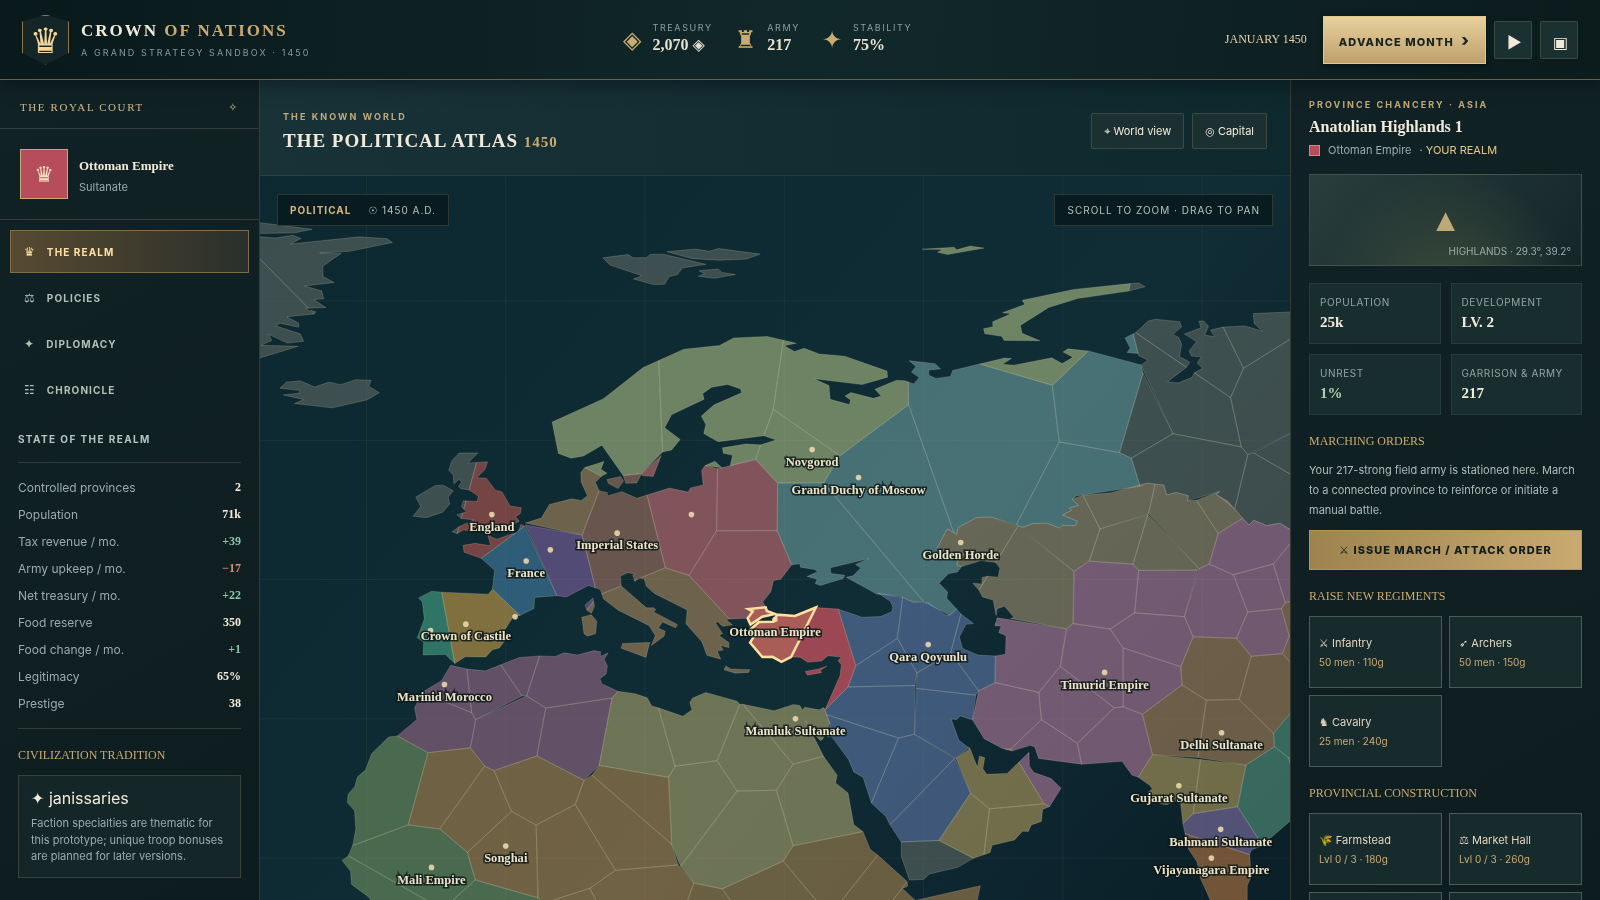 CROWN OF NATIONS
A GRAND STRATEGY SANDBOX · 1450
TREASURY
2,070 ◈
ARMY
217
STABILITY
75%
JANUARY 1450
ADVANCE MONTH ›
THE ROYAL COURT
Ottoman Empire
Sultanate
THE REALM
POLICIES
DIPLOMACY
CHRONICLE
STATE OF THE REALM
Controlled provinces 2
Population 71k
Tax revenue / mo. +39
Army upkeep / mo. −17
Net treasury / mo. +22
Food reserve 350
Food change / mo. +1
Legitimacy 65%
Prestige 38
CIVILIZATION TRADITION
✦ janissaries
Faction specialties are thematic for
this prototype; unique troop bonuses
are planned for later versions.
THE KNOWN WORLD
THE POLITICAL ATLAS 1450
⌖ World view
◎ Capital
POLITICAL ☉ 1450 A.D.
SCROLL TO ZOOM · DRAG TO PAN
Novgorod
Grand Duchy of Moscow
England
Imperial States
Golden Horde
France
Crown of Castile
Ottoman Empire
Qara Qoyunlu
Timurid Empire
Marinid Morocco
Mamluk Sultanate
Delhi Sultanate
Gujarat Sultanate
Bahmani Sultanate
Songhai
Vijayanagara Empire
Mali Empire
PROVINCE CHANCERY · ASIA
Anatolian Highlands 1
Ottoman Empire · YOUR REALM
HIGHLANDS · 29.3°, 39.2°
POPULATION
25k
DEVELOPMENT
LV. 2
UNREST
1%
GARRISON & ARMY
217
MARCHING ORDERS
Your 217-strong field army is stationed here. March
to a connected province to reinforce or initiate a
manual battle.
⚔ ISSUE MARCH / ATTACK ORDER
RAISE NEW REGIMENTS
⚔ Infantry
50 men · 110g
➶ Archers
50 men · 150g
♞ Cavalry
25 men · 240g
PROVINCIAL CONSTRUCTION
🌾 Farmstead
Lvl 0 / 3 · 180g
⚖ Market Hall
Lvl 0 / 3 · 260g